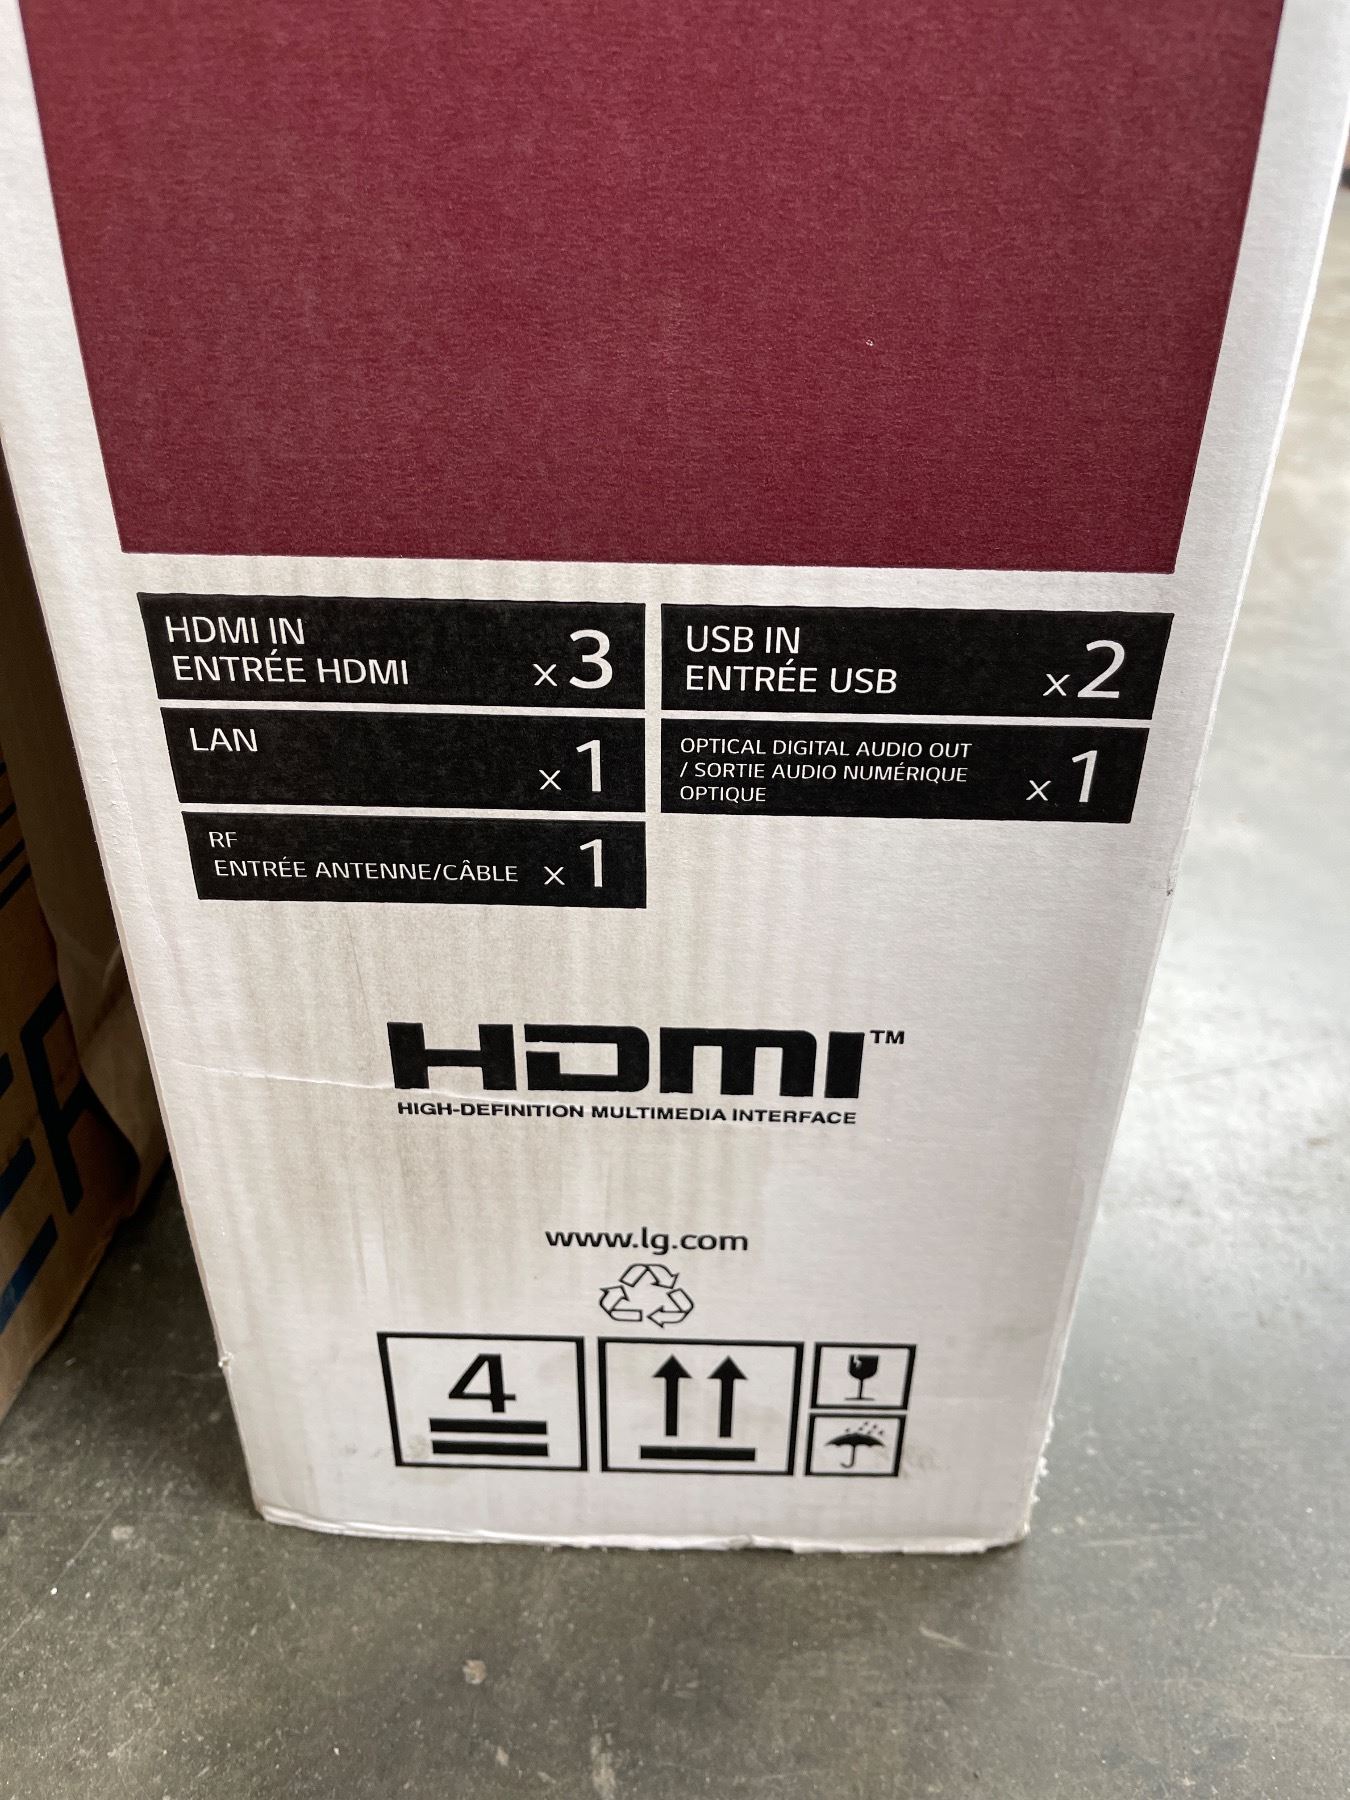 HDMI IN
ENTRÉE HDMI x3
USB IN
ENTRÉE USB x2
LAN x1
OPTICAL DIGITAL AUDIO OUT
/ SORTIE AUDIO NUMÉRIQUE
OPTIQUE x1
RF
ENTRÉE ANTENNE/CÂBLE x1
HDMI™
HIGH-DEFINITION MULTIMEDIA INTERFACE
www.lg.com
4